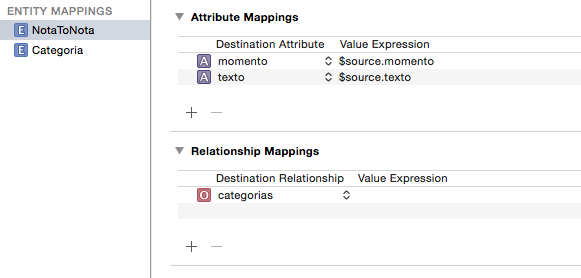 ENTITY MAPPINGS
E NotaToNota
E Categoria
Attribute Mappings
Destination Attribute Value Expression
A momento $source.momento
A texto $source.texto
+ −
Relationship Mappings
Destination Relationship Value Expression
O categorias
+ −